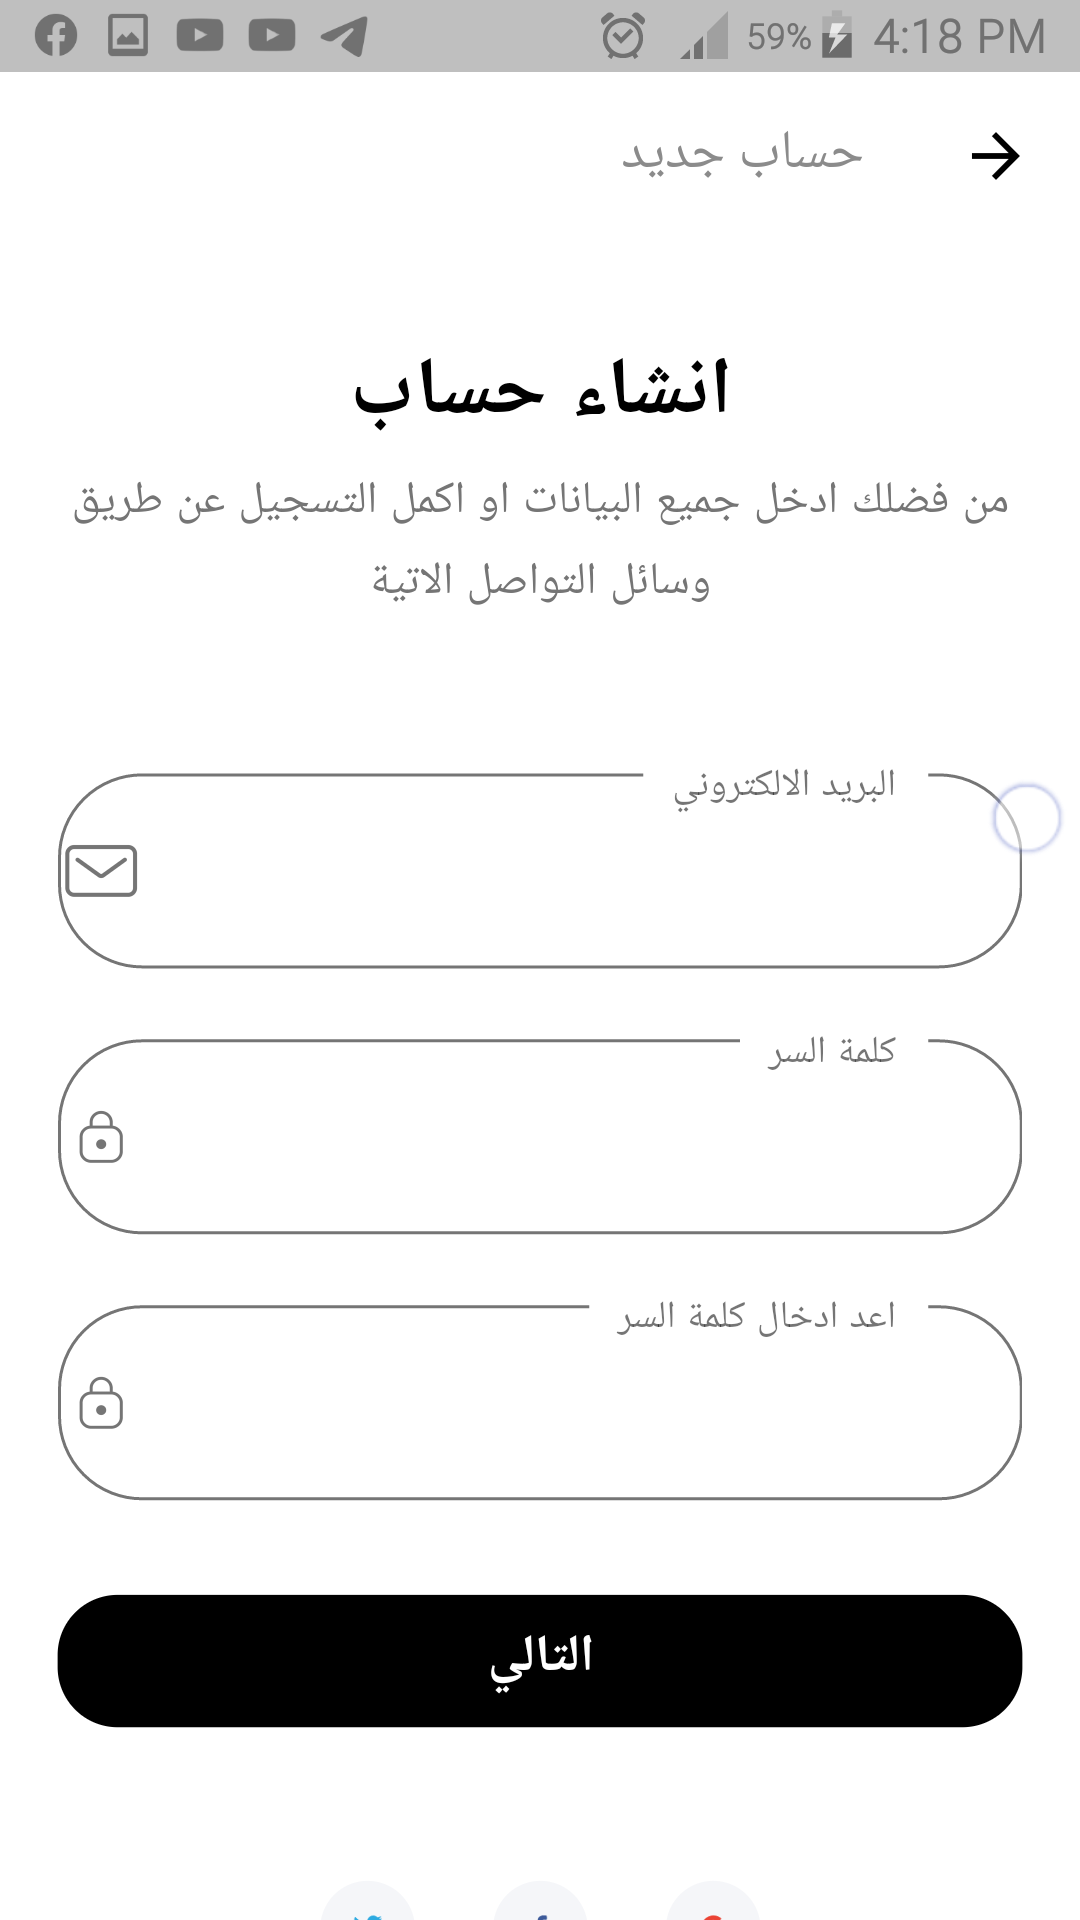 59% 4:18 PM
حساب جديد
انشاء حساب
من فضلك ادخل جميع البيانات او اكمل التسجيل عن طريق
وسائل التواصل الاتية
البريد الالكتروني
كلمة السر
اعد ادخال كلمة السر
التالي